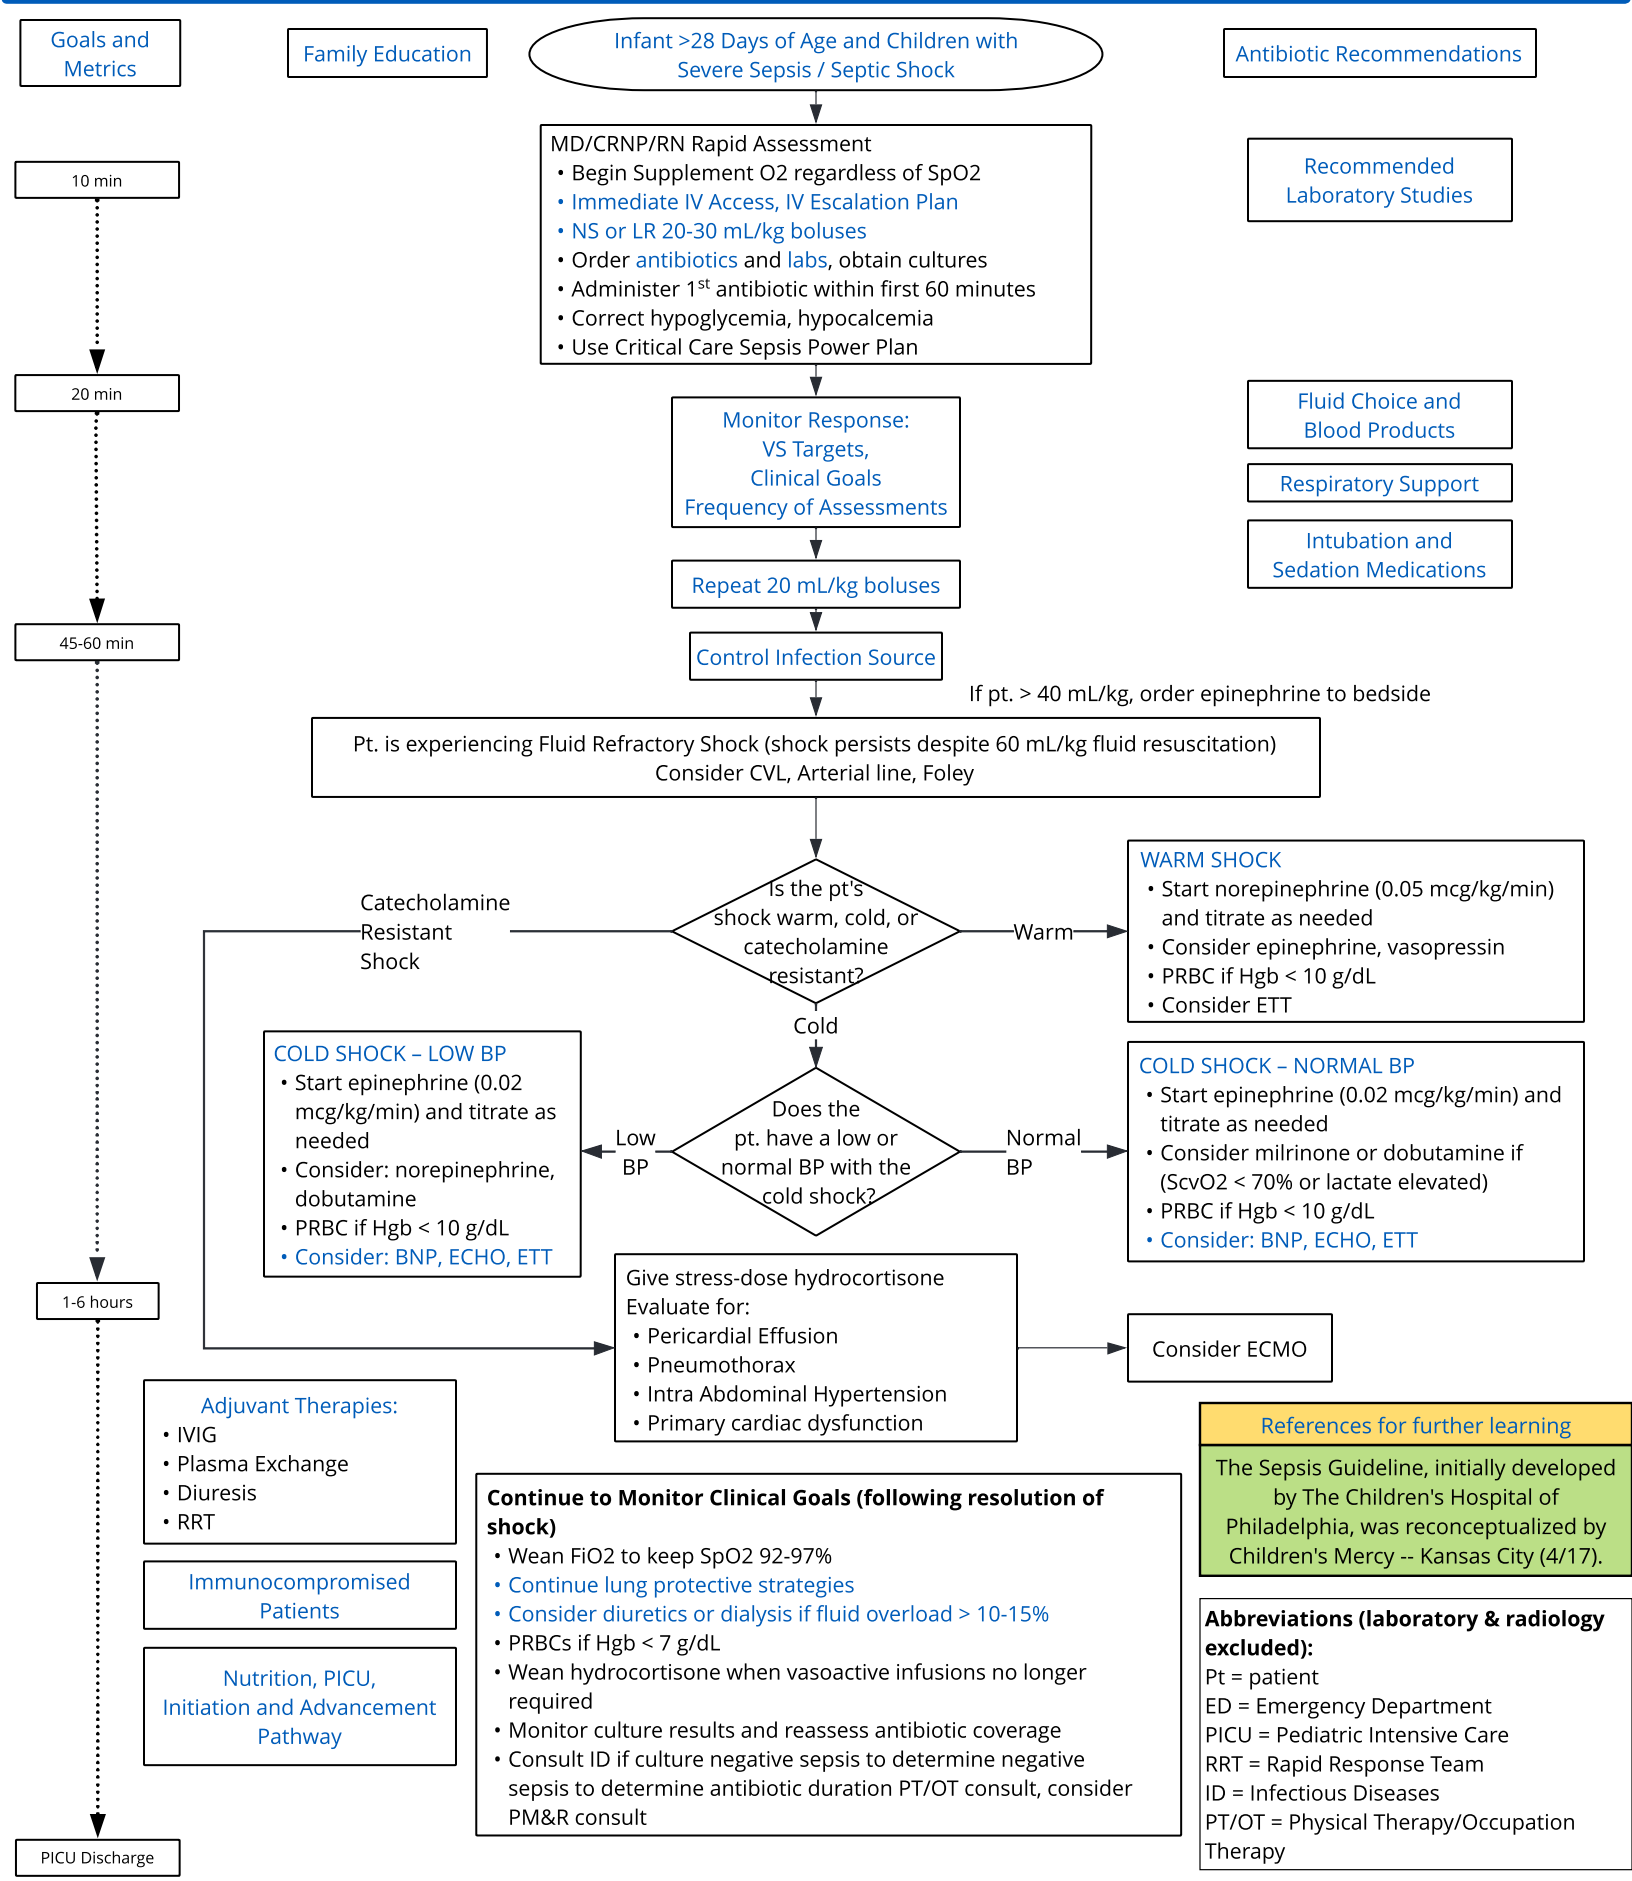 Goals and
Metrics
Family Education
Infant >28 Days of Age and Children with
Severe Sepsis / Septic Shock
Antibiotic Recommendations
MD/CRNP/RN Rapid Assessment
• Begin Supplement O2 regardless of SpO2
• Immediate IV Access, IV Escalation Plan
• NS or LR 20-30 mL/kg boluses
• Order antibiotics and labs, obtain cultures
• Administer 1st antibiotic within first 60 minutes
• Correct hypoglycemia, hypocalcemia
• Use Critical Care Sepsis Power Plan
10 min
Recommended
Laboratory Studies
20 min
Monitor Response:
VS Targets,
Clinical Goals
Frequency of Assessments
Fluid Choice and
Blood Products
Respiratory Support
Intubation and
Sedation Medications
Repeat 20 mL/kg boluses
45-60 min
Control Infection Source
If pt. > 40 mL/kg, order epinephrine to bedside
Pt. is experiencing Fluid Refractory Shock (shock persists despite 60 mL/kg fluid resuscitation)
Consider CVL, Arterial line, Foley
Is the pt's
shock warm, cold, or
catecholamine
resistant?
Catecholamine
Resistant
Shock
Warm
WARM SHOCK
• Start norepinephrine (0.05 mcg/kg/min)
and titrate as needed
• Consider epinephrine, vasopressin
• PRBC if Hgb < 10 g/dL
• Consider ETT
Cold
COLD SHOCK – LOW BP
• Start epinephrine (0.02
mcg/kg/min) and titrate as
needed
• Consider: norepinephrine,
dobutamine
• PRBC if Hgb < 10 g/dL
• Consider: BNP, ECHO, ETT
Low
BP
Does the
pt. have a low or
normal BP with the
cold shock?
Normal
BP
COLD SHOCK – NORMAL BP
• Start epinephrine (0.02 mcg/kg/min) and
titrate as needed
• Consider milrinone or dobutamine if
(ScvO2 < 70% or lactate elevated)
• PRBC if Hgb < 10 g/dL
• Consider: BNP, ECHO, ETT
1-6 hours
Give stress-dose hydrocortisone
Evaluate for:
• Pericardial Effusion
• Pneumothorax
• Intra Abdominal Hypertension
• Primary cardiac dysfunction
Consider ECMO
Adjuvant Therapies:
• IVIG
• Plasma Exchange
• Diuresis
• RRT
Immunocompromised
Patients
Nutrition, PICU,
Initiation and Advancement
Pathway
Continue to Monitor Clinical Goals (following resolution of
shock)
• Wean FiO2 to keep SpO2 92-97%
• Continue lung protective strategies
• Consider diuretics or dialysis if fluid overload > 10-15%
• PRBCs if Hgb < 7 g/dL
• Wean hydrocortisone when vasoactive infusions no longer
required
• Monitor culture results and reassess antibiotic coverage
• Consult ID if culture negative sepsis to determine negative
sepsis to determine antibiotic duration PT/OT consult, consider
PM&R consult
References for further learning
The Sepsis Guideline, initially developed
by The Children's Hospital of
Philadelphia, was reconceptualized by
Children's Mercy -- Kansas City (4/17).
Abbreviations (laboratory & radiology
excluded):
Pt = patient
ED = Emergency Department
PICU = Pediatric Intensive Care
RRT = Rapid Response Team
ID = Infectious Diseases
PT/OT = Physical Therapy/Occupation
Therapy
PICU Discharge